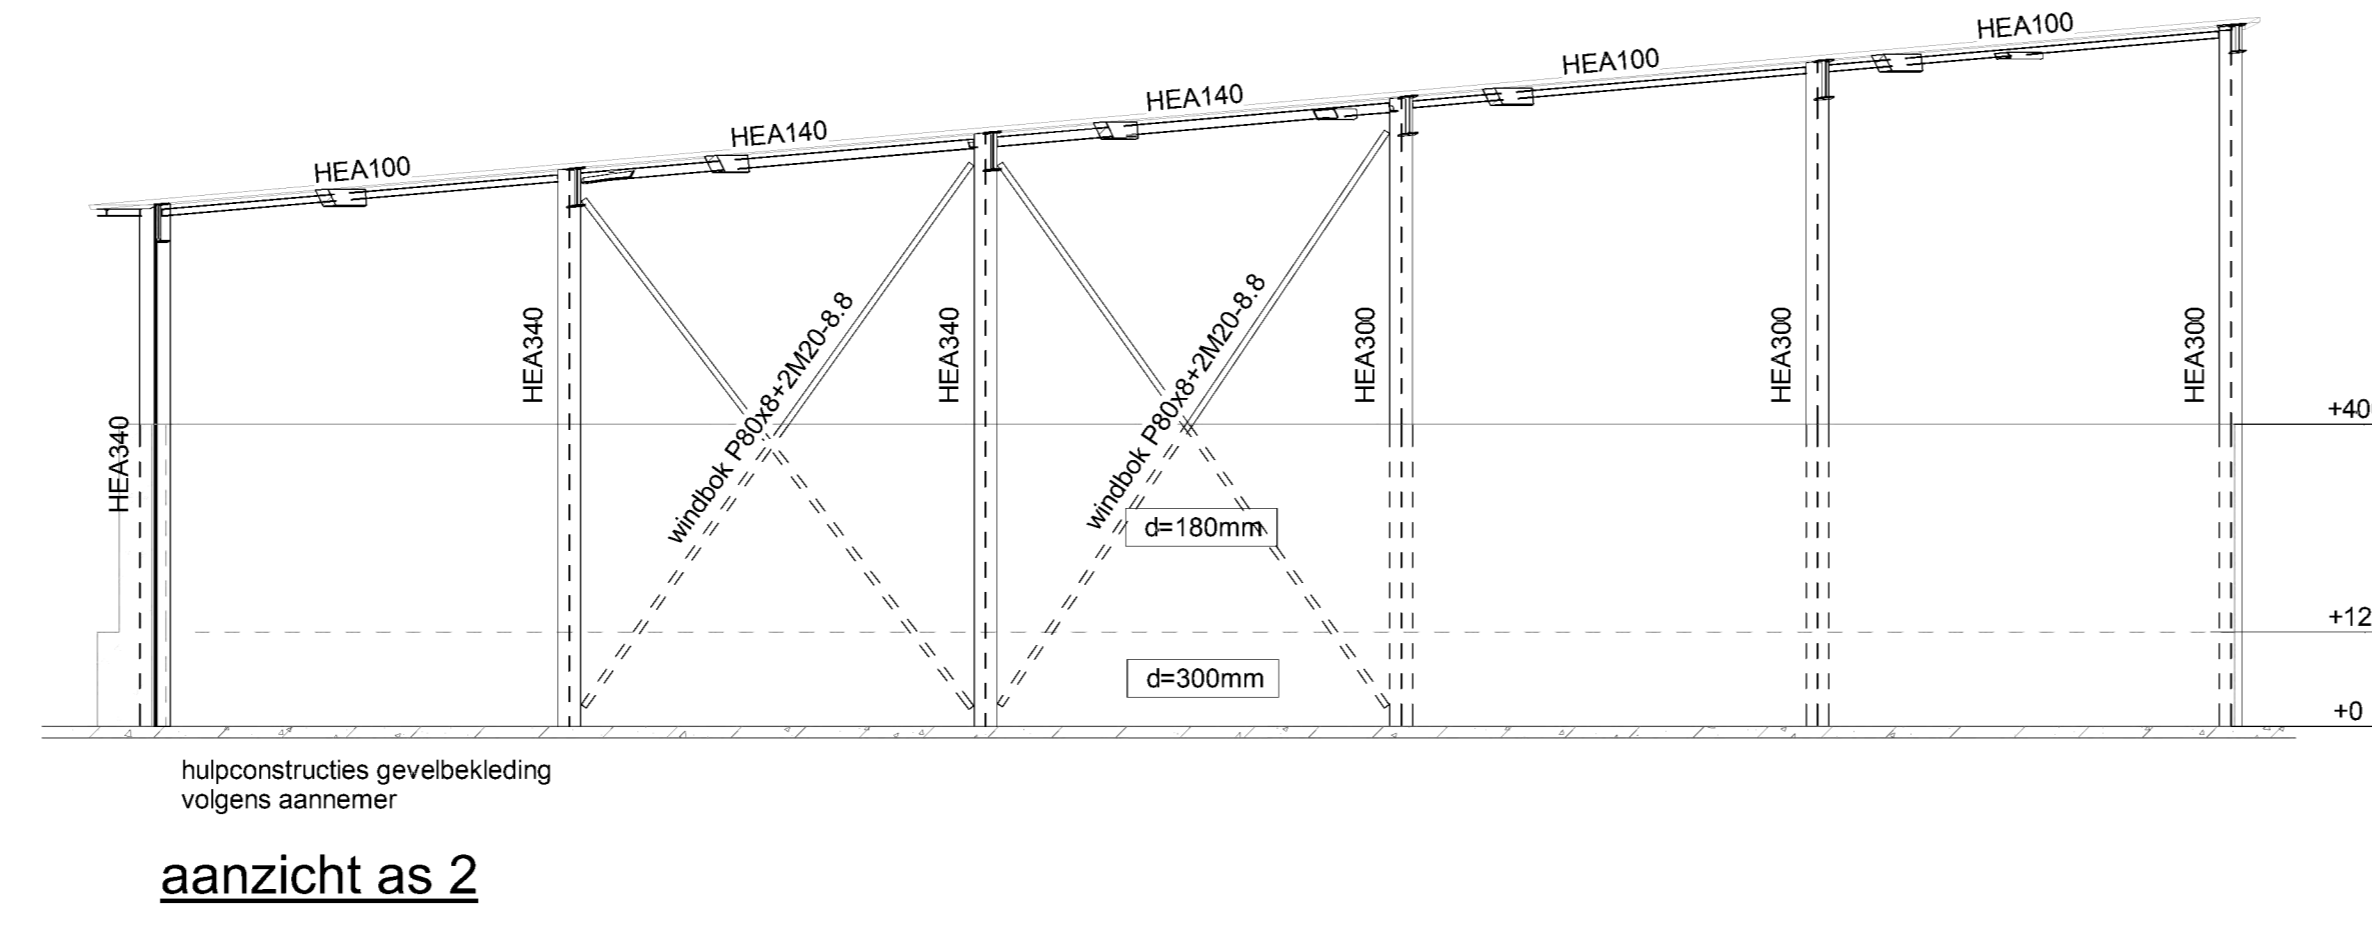 HEA100
HEA140
HEA140
HEA100
HEA100
HEA340
HEA340
HEA340
HEA300
HEA300
HEA300
windbok P80x8+2M20-8.8
windbok P80x8+2M20-8.8
d=180mm
d=300mm
+40
+12
+0
hulpconstructies gevelbekleding
volgens aannemer
aanzicht as 2